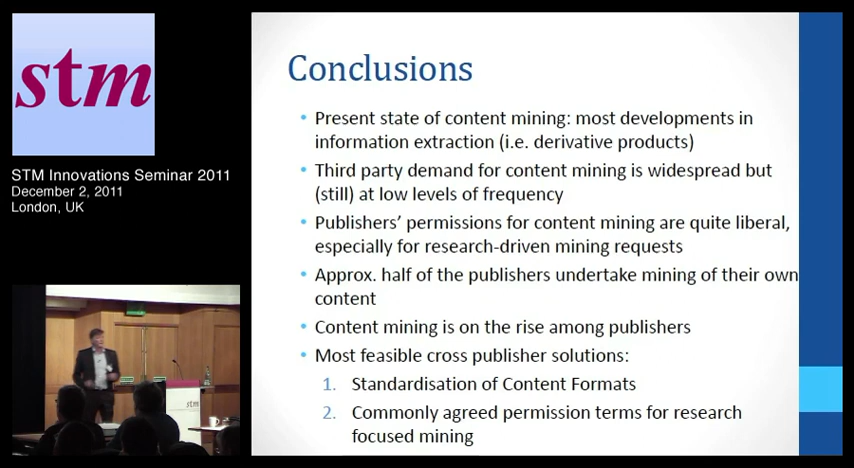 stm
STM Innovations Seminar 2011
December 2, 2011
London, UK
Conclusions
• Present state of content mining: most developments in
information extraction (i.e. derivative products)
• Third party demand for content mining is widespread but
(still) at low levels of frequency
• Publishers' permissions for content mining are quite liberal,
especially for research-driven mining requests
• Approx. half of the publishers undertake mining of their own
content
• Content mining is on the rise among publishers
• Most feasible cross publisher solutions:
1. Standardisation of Content Formats
2. Commonly agreed permission terms for research
focused mining
stm